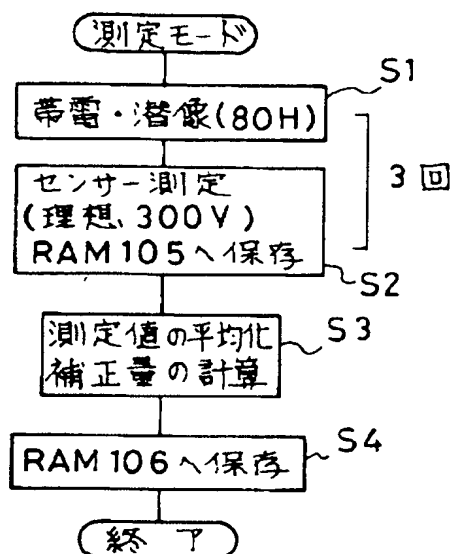 測定モード
S1
帯電・潜像(80H)
3回
センサー測定
(理想、300V)
RAM105へ保存
S2
測定値の平均化
補正量の計算
S3
S4
RAM106へ保存
終了